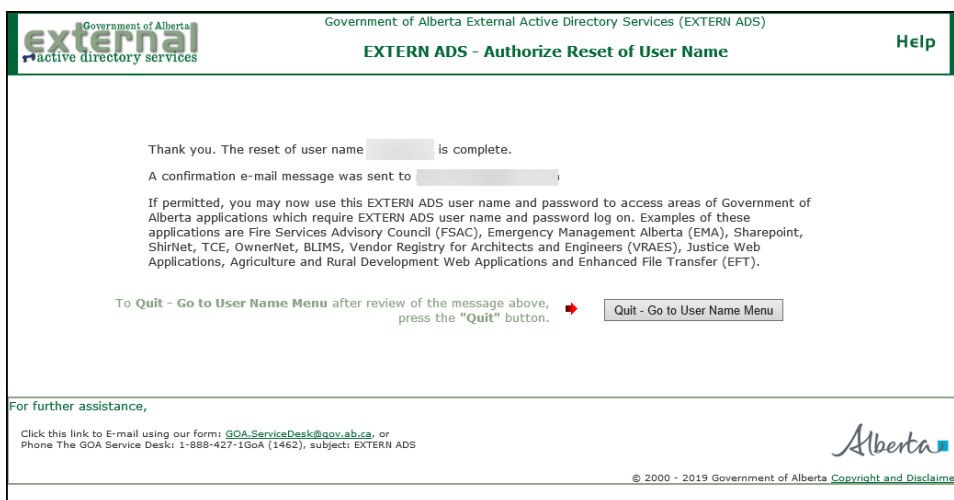 Government of Alberta
external
active directory services
Government of Alberta External Active Directory Services (EXTERN ADS)
EXTERN ADS - Authorize Reset of User Name
Help
Thank you. The reset of user name is complete.
A confirmation e-mail message was sent to
If permitted, you may now use this EXTERN ADS user name and password to access areas of Government of
Alberta applications which require EXTERN ADS user name and password log on. Examples of these
applications are Fire Services Advisory Council (FSAC), Emergency Management Alberta (EMA), Sharepoint,
ShirNet, TCE, OwnerNet, BLIMS, Vendor Registry for Architects and Engineers (VRAES), Justice Web
Applications, Agriculture and Rural Development Web Applications and Enhanced File Transfer (EFT).
To Quit - Go to User Name Menu after review of the message above,
press the "Quit" button.
Quit - Go to User Name Menu
For further assistance,
Click this link to E-mail using our form: GOA.ServiceDesk@gov.ab.ca, or
Phone The GOA Service Desk: 1-888-427-1GoA (1462), subject: EXTERN ADS
Alberta
© 2000 - 2019 Government of Alberta Copyright and Disclaime